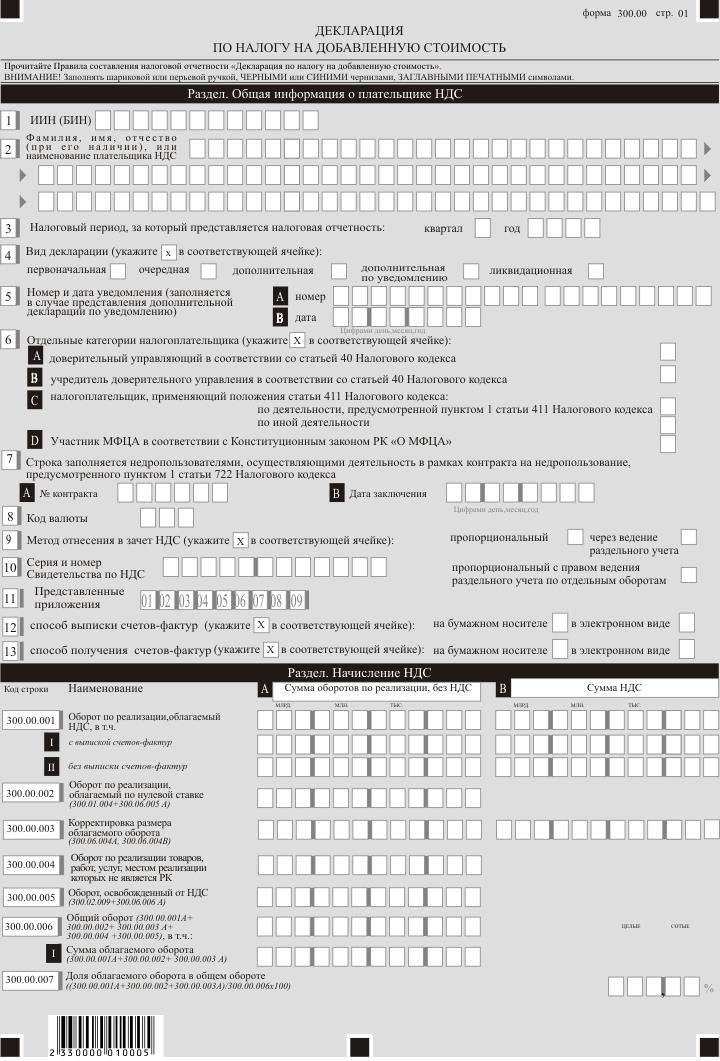 форма 300.00 стр. 01
ДЕКЛАРАЦИЯ
ПО НАЛОГУ НА ДОБАВЛЕННУЮ СТОИМОСТЬ
Прочитайте Правила составления налоговой отчетности «Декларация по налогу на добавленную стоимость».
ВНИМАНИЕ! Заполнять шариковой или перьевой ручкой, ЧЕРНЫМИ или СИНИМИ чернилами, ЗАГЛАВНЫМИ ПЕЧАТНЫМИ символами.
Раздел. Общая информация о плательщике НДС
1 ИИН (БИН)
2 Фамилия, имя, отчество
(при его наличии), или
наименование плательщика НДС
3 Налоговый период, за который представляется налоговая отчетность: квартал год
4 Вид декларации (укажите x в соответствующей ячейке):
первоначальная очередная дополнительная дополнительная
по уведомлению ликвидационная
5 Номер и дата уведомления (заполняется
в случае представления дополнительной
декларации по уведомлению)
A номер
B дата
Цифрами день,месяц,год
6 Отдельные категории налогоплательщика (укажите X в соответствующей ячейке):
A доверительный управляющий в соответствии со статьей 40 Налогового кодекса
B учредитель доверительного управления в соответствии со статьей 40 Налогового кодекса
C налогоплательщик, применяющий положения статьи 411 Налогового кодекса:
по деятельности, предусмотренной пунктом 1 статьи 411 Налогового кодекса
по иной деятельности
D Участник МФЦА в соответствии с Конституционным законом РК «О МФЦА»
7 Строка заполняется недропользователями, осуществляющими деятельность в рамках контракта на недропользование,
предусмотренного пунктом 1 статьи 722 Налогового кодекса
A № контракта B Дата заключения
Цифрами день,месяц,год
8 Код валюты
9 Метод отнесения в зачет НДС (укажите X в соответствующей ячейке):
пропорциональный через ведение
раздельного учета
пропорциональный с правом ведения
раздельного учета по отдельным оборотам
10 Серия и номер
Свидетельства по НДС
11 Представленные
приложения
01 02 03 04 05 06 07 08 09
12 способ выписки счетов-фактур (укажите X в соответствующей ячейке): на бумажном носителе в электронном виде
13 способ получения счетов-фактур (укажите X в соответствующей ячейке): на бумажном носителе в электронном виде
Раздел. Начисление НДС
Код строки Наименование A Сумма оборотов по реализации, без НДС B Сумма НДС
МЛРД. МЛН. ТЫС. МЛРД. МЛН. ТЫС.
300.00.001 Оборот по реализации,облагаемый
НДС, в т.ч.
I с выпиской счетов-фактур
II без выписки счетов-фактур
300.00.002 Оборот по реализации,
облагаемый по нулевой ставке
(300.01.004+300.06.005 A)
300.00.003 Корректировка размера
облагаемого оборота
(300.06.004A, 300.06.004B)
300.00.004 Оборот по реализации товаров,
работ, услуг, местом реализации
которых не является РК
300.00.005 Оборот, освобожденный от НДС
(300.02.009+300.06.006 A)
300.00.006 Общий оборот (300.00.001A+
300.00.002+ 300.00.003 A+
300.00.004 +300.00.005), в т.ч.:
ЦЕЛЫЕ СОТЫЕ
I Сумма облагаемого оборота
(300.00.001A+300.00.002+ 300.00.003 A)
300.00.007 Доля облагаемого оборота в общем обороте
((300.00.001A+300.00.002+300.00.003A)/300.00.006x100)
, %
2 330000 010005